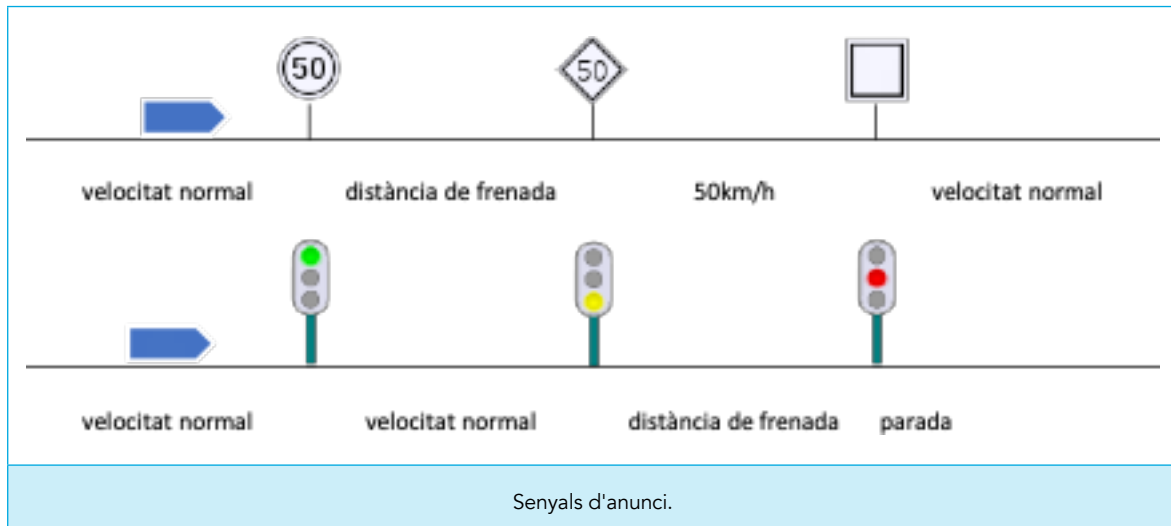 50 50
velocitat normal distància de frenada 50km/h velocitat normal
velocitat normal velocitat normal distància de frenada parada
Senyals d'anunci.